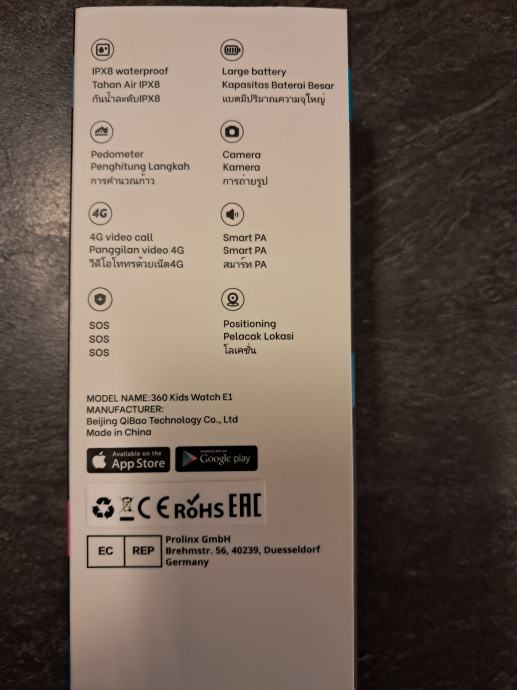 IPX8 waterproof
Tahan Air IPX8
กันน้ำละดับIPX8
Large battery
Kapasitas Baterai Besar
แบตมีปริมาณความจุใหญ่
Pedometer
Penghitung Langkah
การคำนวณก้าว
Camera
Kamera
การถ่ายรูป
4G
4G video call
Panggilan video 4G
วิดีโอโทรด้วยเน็ต4G
Smart PA
Smart PA
สมาร์ท PA
SOS
SOS
SOS
Positioning
Pelacak Lokasi
โลเคชั่น
MODEL NAME:360 Kids Watch E1
MANUFACTURER:
Beijing QiBao Technology Co., Ltd
Made in China
Available on the
App Store
Google play
CE RoHS EAC
EC REP
Prolinx GmbH
Brehmstr. 56, 40239, Duesseldorf
Germany